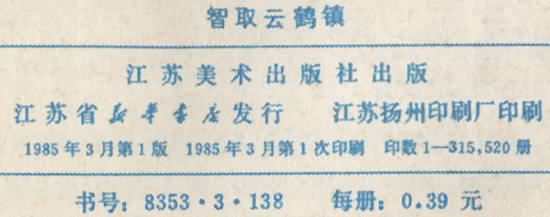 智取云鹤镇
江苏美术出版社出版
江苏省新华书店发行 江苏扬州印刷厂印刷
1985年3月第1版 1985年3月第1次印刷 印数1—315,520册
书号：8353·3·138 每册：0.39元